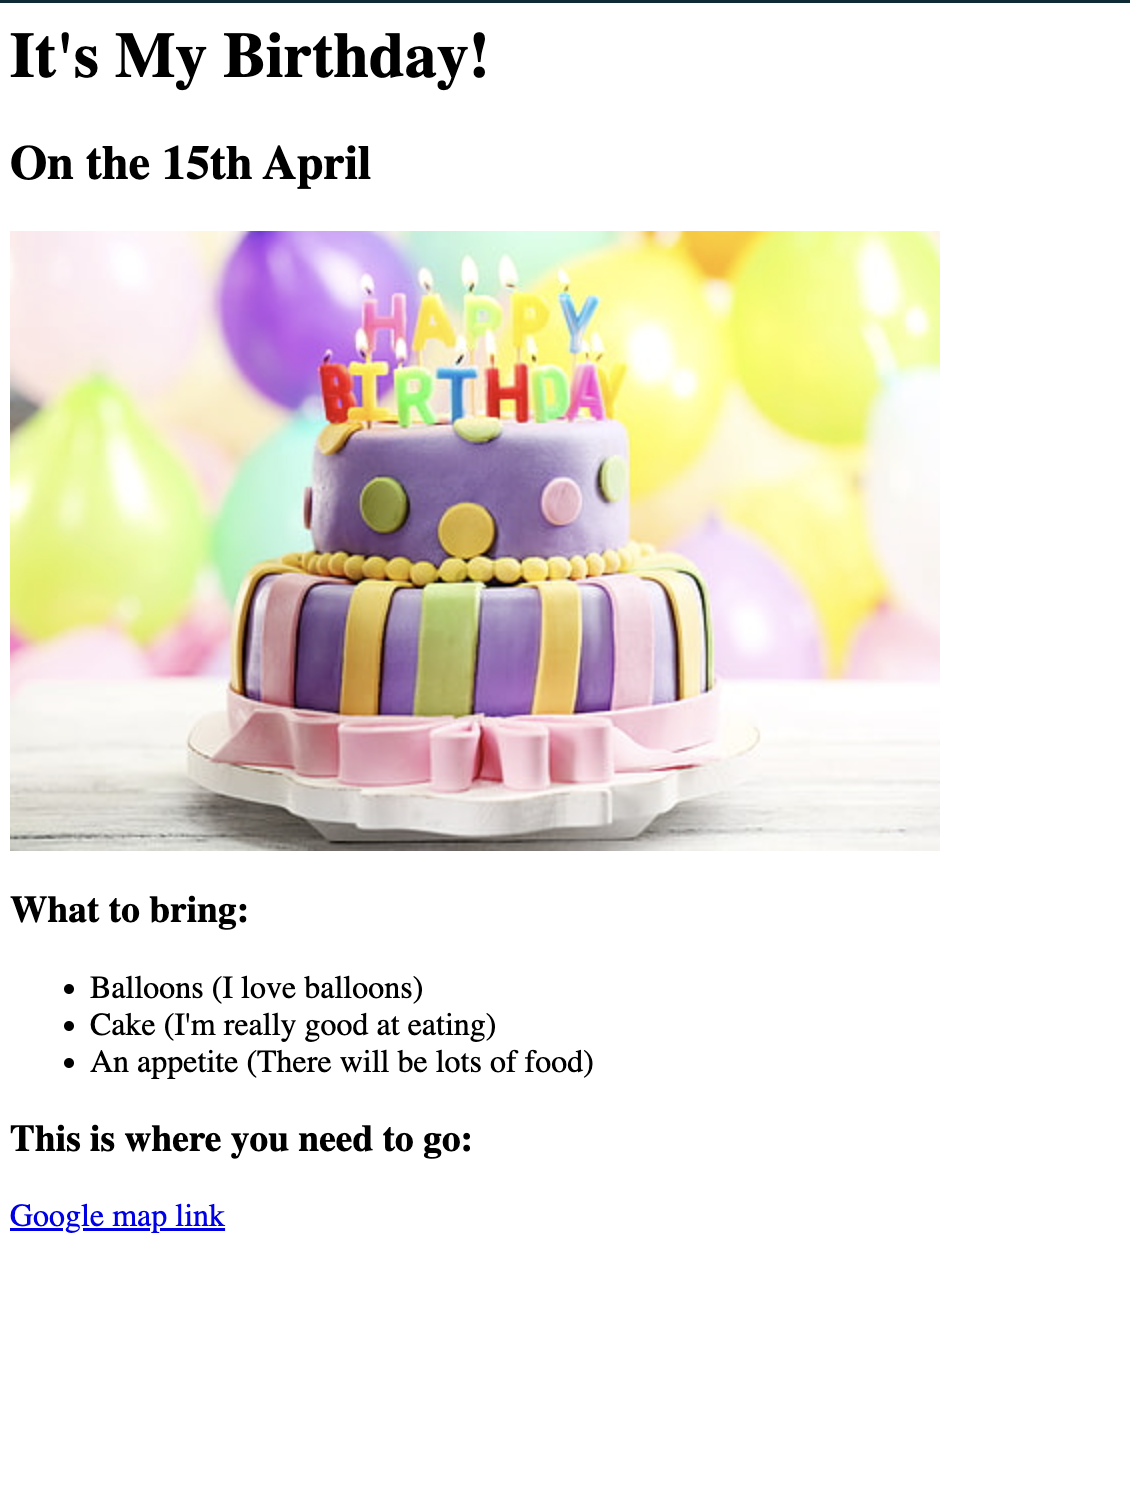 It's My Birthday!
On the 15th April
HAPPY
BIRTHDAY
What to bring:
Balloons (I love balloons)
Cake (I'm really good at eating)
An appetite (There will be lots of food)
This is where you need to go:
Google map link